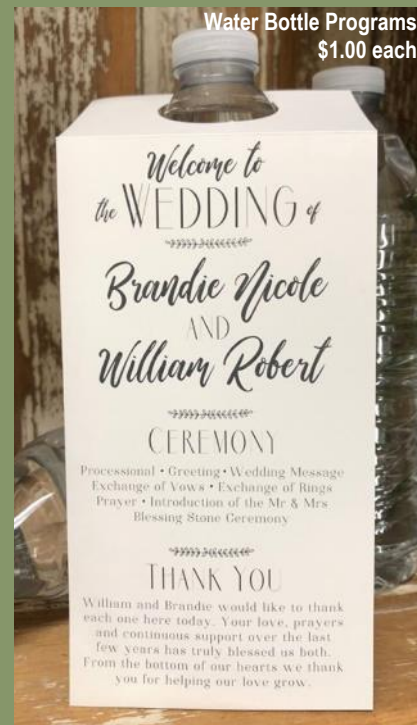 Water Bottle Programs
$1.00 each
Welcome to
the WEDDING of
Brandie Nicole
AND
William Robert
CEREMONY
Processional • Greeting • Wedding Message
Exchange of Vows • Exchange of Rings
Prayer • Introduction of the Mr & Mrs
Blessing Stone Ceremony
THANK YOU
William and Brandie would like to thank
each one here today. Your love, prayers
and continuous support over the last
few years has truly blessed us both.
From the bottom of our hearts we thank
you for helping our love grow.